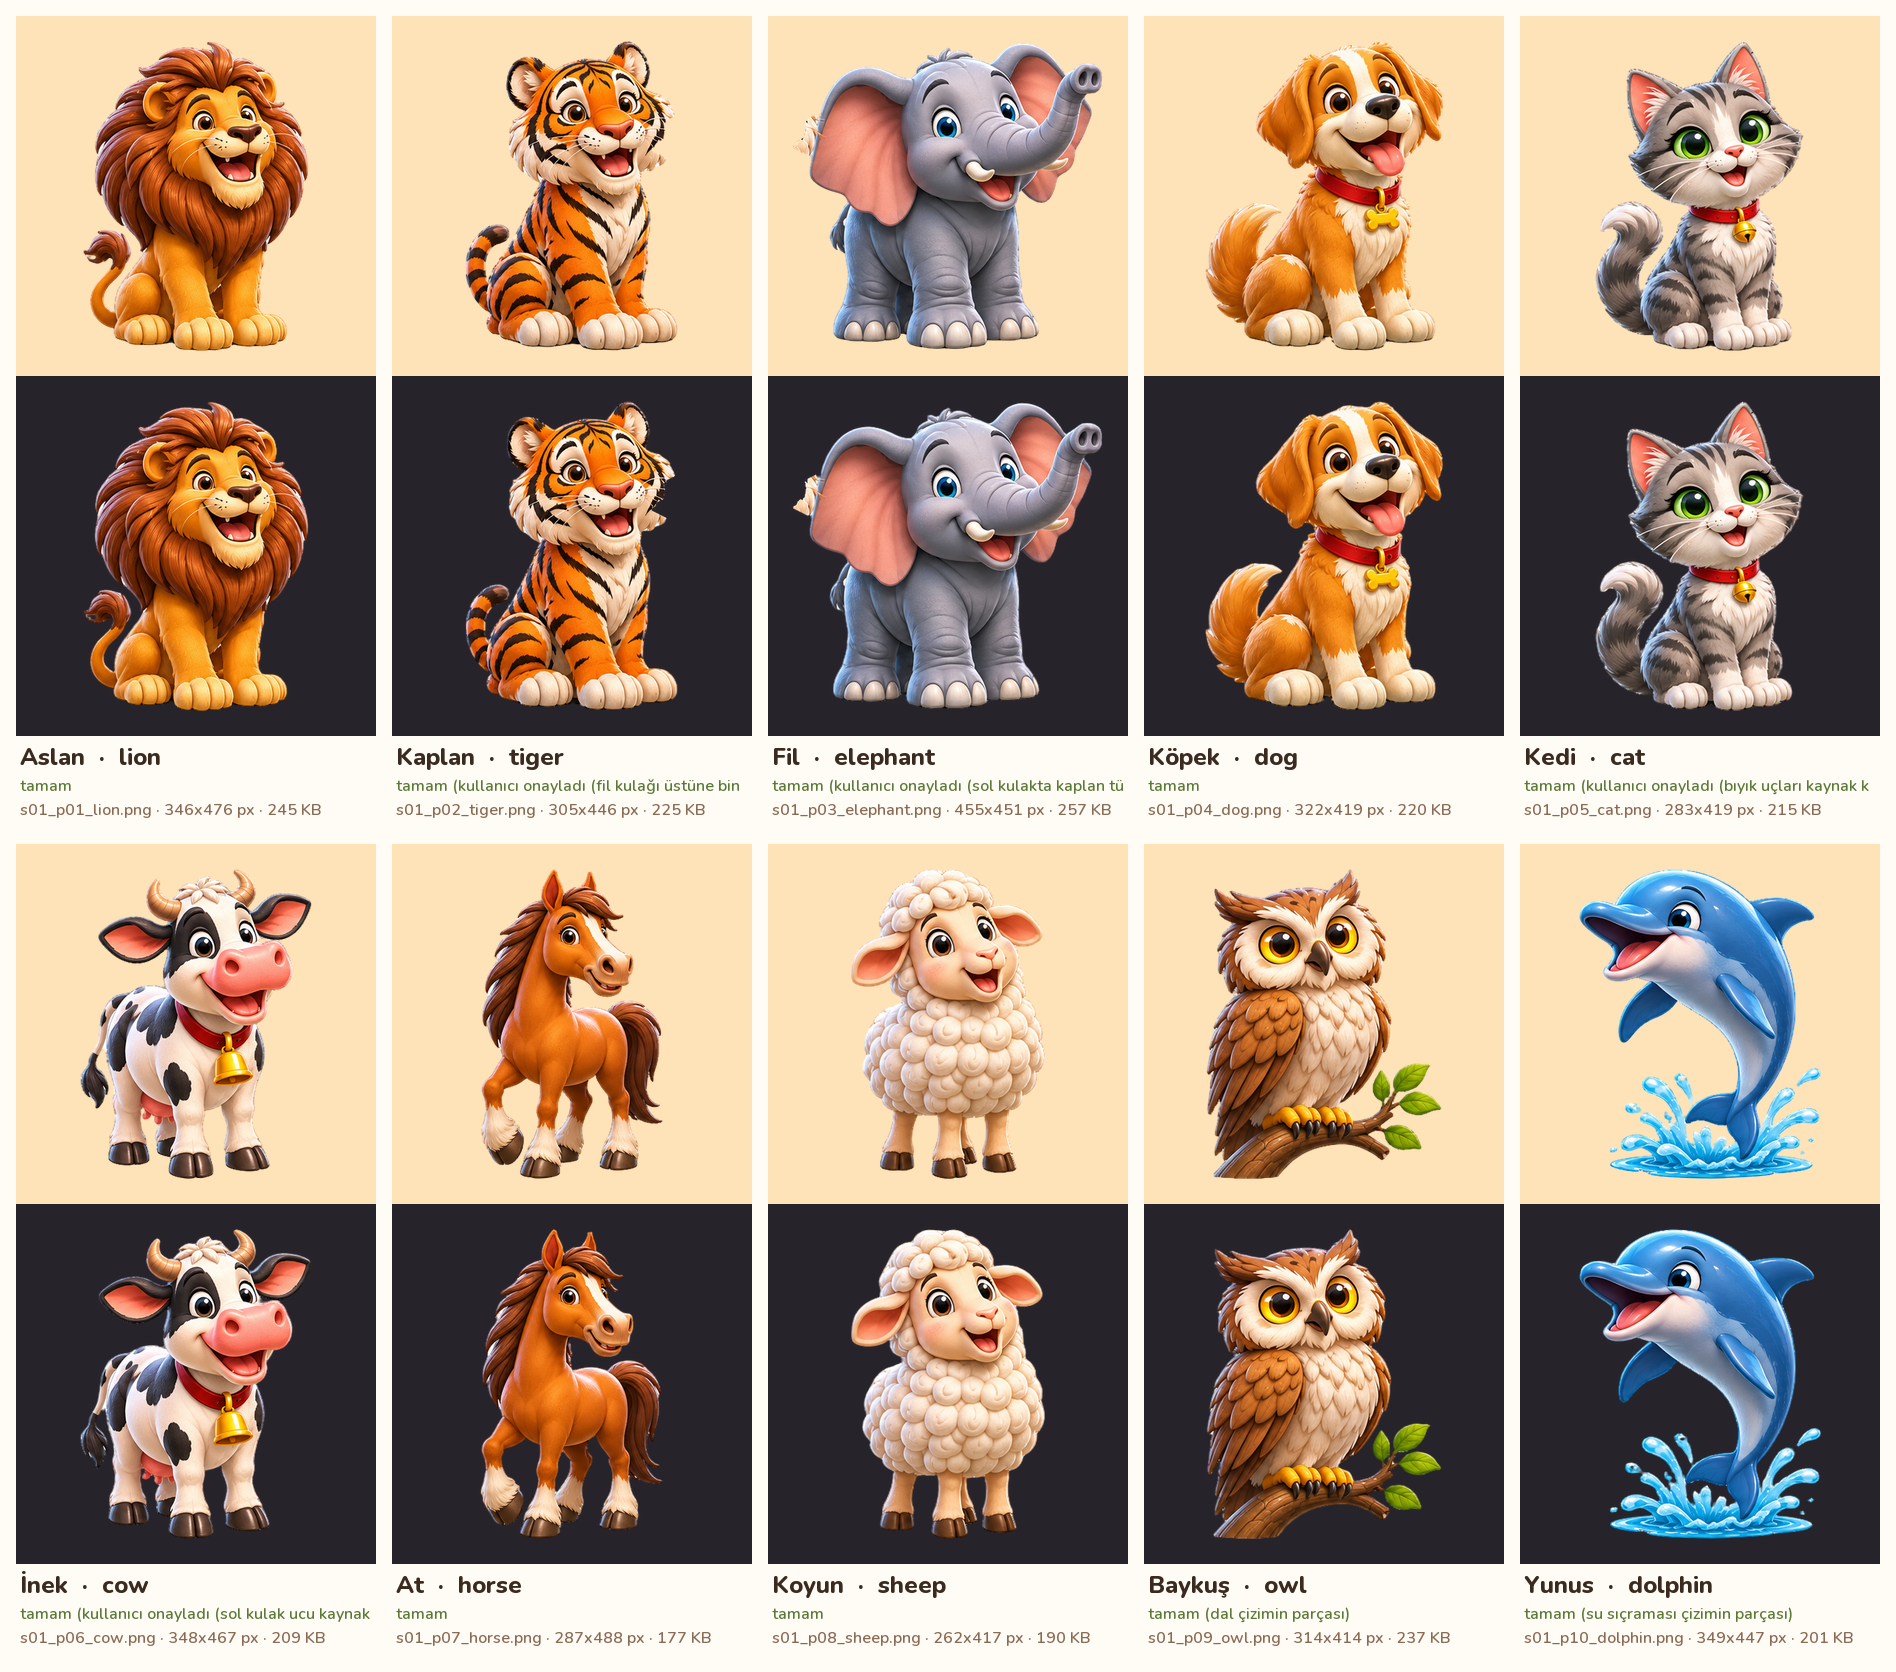 Aslan · lion
tamam
s01_p01_lion.png · 346x476 px · 245 KB
Kaplan · tiger
tamam (kullanıcı onayladı (fil kulağı üstüne bin
s01_p02_tiger.png · 305x446 px · 225 KB
Fil · elephant
tamam (kullanıcı onayladı (sol kulakta kaplan tü
s01_p03_elephant.png · 455x451 px · 257 KB
Köpek · dog
tamam
s01_p04_dog.png · 322x419 px · 220 KB
Kedi · cat
tamam (kullanıcı onayladı (bıyık uçları kaynak k
s01_p05_cat.png · 283x419 px · 215 KB
İnek · cow
tamam (kullanıcı onayladı (sol kulak ucu kaynak
s01_p06_cow.png · 348x467 px · 209 KB
At · horse
tamam
s01_p07_horse.png · 287x488 px · 177 KB
Koyun · sheep
tamam
s01_p08_sheep.png · 262x417 px · 190 KB
Baykuş · owl
tamam (dal çizimin parçası)
s01_p09_owl.png · 314x414 px · 237 KB
Yunus · dolphin
tamam (su sıçraması çizimin parçası)
s01_p10_dolphin.png · 349x447 px · 201 KB